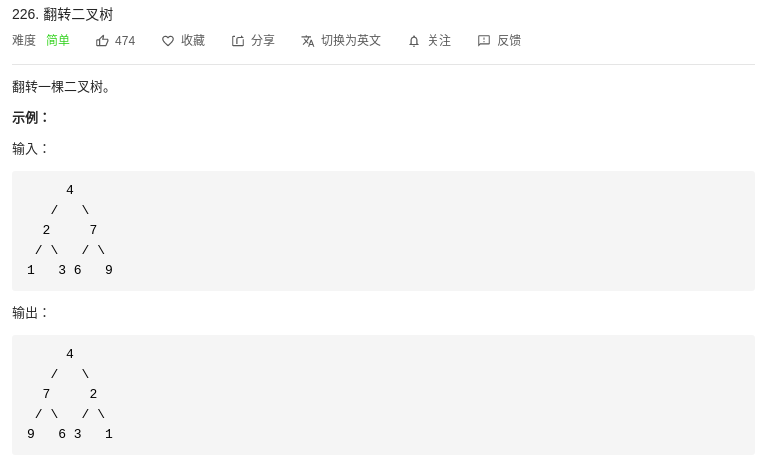 226. 翻转二叉树
难度 简单 474 收藏 分享 切换为英文 关注 反馈
翻转一棵二叉树。
示例：
输入：
     4
   /   \
  2     7
 / \   / \
1   3 6   9
输出：
     4
   /   \
  7     2
 / \   / \
9   6 3   1